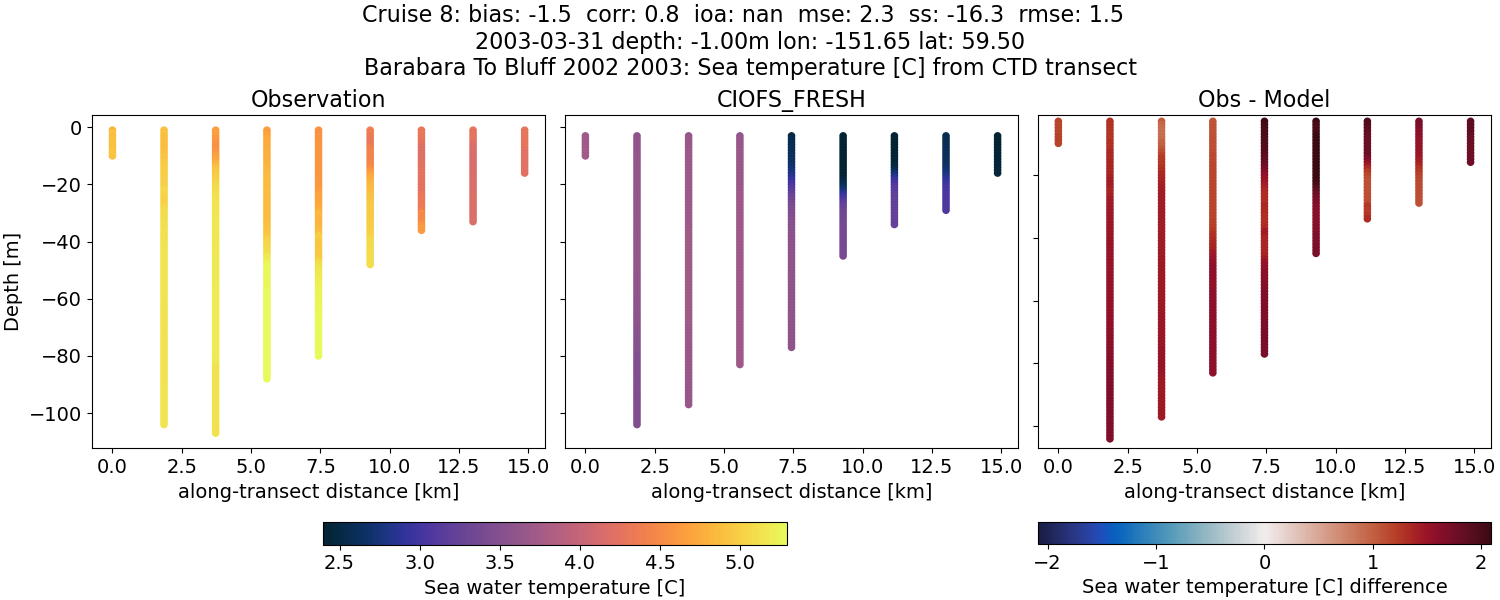 Cruise 8: bias: -1.5  corr: 0.8  ioa: nan  mse: 2.3  ss: -16.3  rmse: 1.5
2003-03-31 depth: -1.00m lon: -151.65 lat: 59.50
Barabara To Bluff 2002 2003: Sea temperature [C] from CTD transect
Observation CIOFS_FRESH Obs - Model
0
−20
−40
−60
−80
−100
Depth [m]
0.0 2.5 5.0 7.5 10.0 12.5 15.0 0.0 2.5 5.0 7.5 10.0 12.5 15.0 0.0 2.5 5.0 7.5 10.0 12.5 15.0
along-transect distance [km] along-transect distance [km] along-transect distance [km]
2.5 3.0 3.5 4.0 4.5 5.0 −2 −1 0 1 2
Sea water temperature [C] Sea water temperature [C] difference